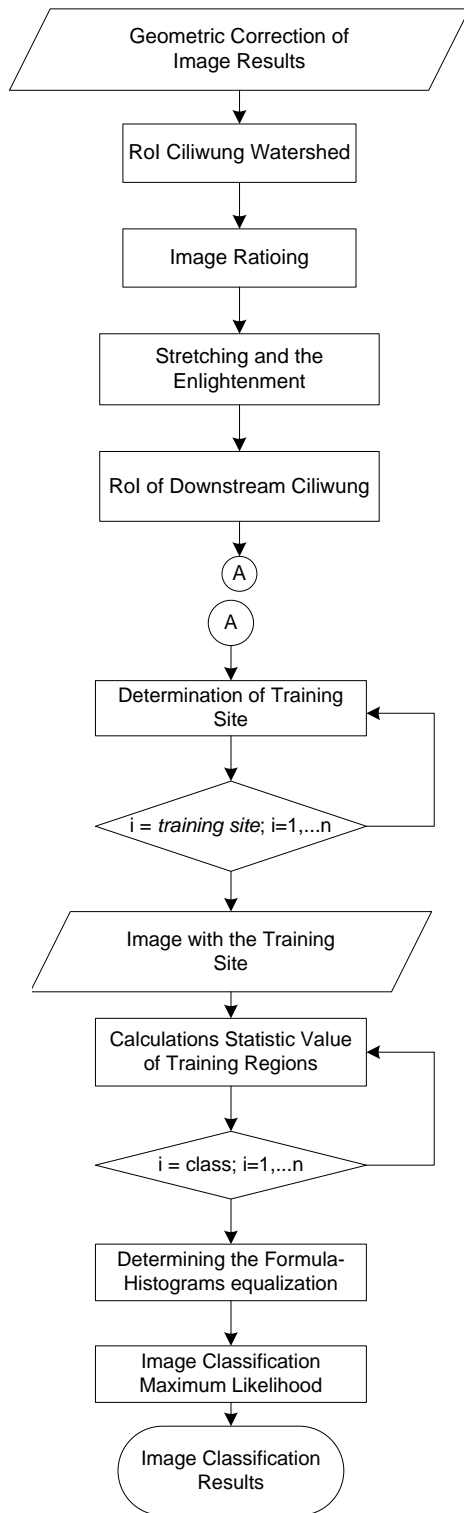 Geometric Correction of
Image Results
RoI Ciliwung Watershed
Image Ratioing
Stretching and the
Enlightenment
RoI of Downstream Ciliwung
A
A
Determination of Training
Site
i = training site; i=1,...n
Image with the Training
Site
Calculations Statistic Value
of Training Regions
i = class; i=1,...n
Determining the Formula-
Histograms equalization
Image Classification
Maximum Likelihood
Image Classification
Results